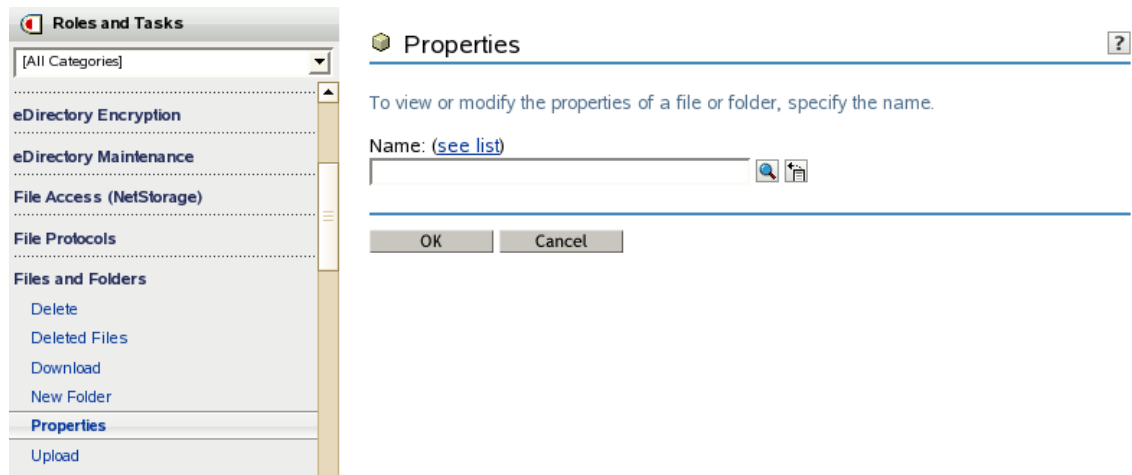 Roles and Tasks
[All Categories]
eDirectory Encryption
eDirectory Maintenance
File Access (NetStorage)
File Protocols
Files and Folders
Delete
Deleted Files
Download
New Folder
Properties
Upload
Properties
?
To view or modify the properties of a file or folder, specify the name.
Name: (see list)
OK
Cancel